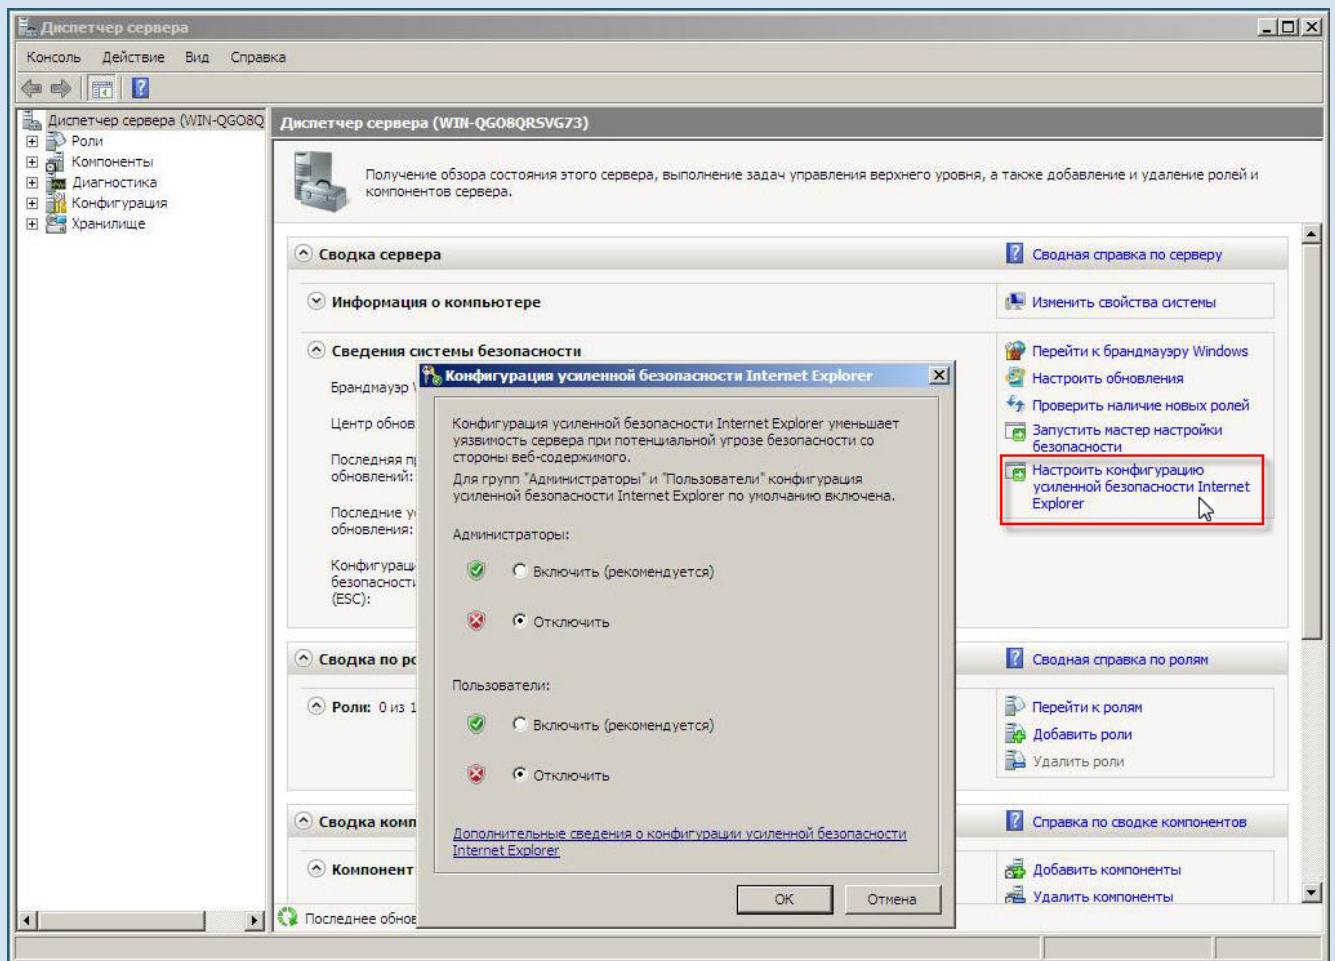 Диспетчер сервера
Консоль Действие Вид Справка
Диспетчер сервера (WIN-QGO8Q
Роли
Компоненты
Диагностика
Конфигурация
Хранилище
Диспетчер сервера (WIN-QGO8QRSVG73)
Получение обзора состояния этого сервера, выполнение задач управления верхнего уровня, а также добавление и удаление ролей и
компонентов сервера.
Сводка сервера
Сводная справка по серверу
Информация о компьютере
Изменить свойства системы
Сведения системы безопасности
Брандмауэр
Центр обнов
Последняя
обновлений:
Последние
обновления:
Конфигураци
безопасности
(ESC):
Перейти к брандмауэру Windows
Настроить обновления
Проверить наличие новых ролей
Запустить мастер настройки
безопасности
Настроить конфигурацию
усиленной безопасности Internet
Explorer
Конфигурация усиленной безопасности Internet Explorer
Конфигурация усиленной безопасности Internet Explorer уменьшает
уязвимость сервера при потенциальной угрозе безопасности со
стороны веб-содержимого.
Для групп "Администраторы" и "Пользователи" конфигурация
усиленной безопасности Internet Explorer по умолчанию включена.
Администраторы:
Включить (рекомендуется)
Отключить
Пользователи:
Включить (рекомендуется)
Отключить
Дополнительные сведения о конфигурации усиленной безопасности
Internet Explorer
ОК Отмена
Сводка по ро
Сводная справка по ролям
Роли: 0 из 1
Перейти к ролям
Добавить роли
Удалить роли
Сводка комп
Справка по сводке компонентов
Компонент
Добавить компоненты
Удалить компоненты
Последнее обнов